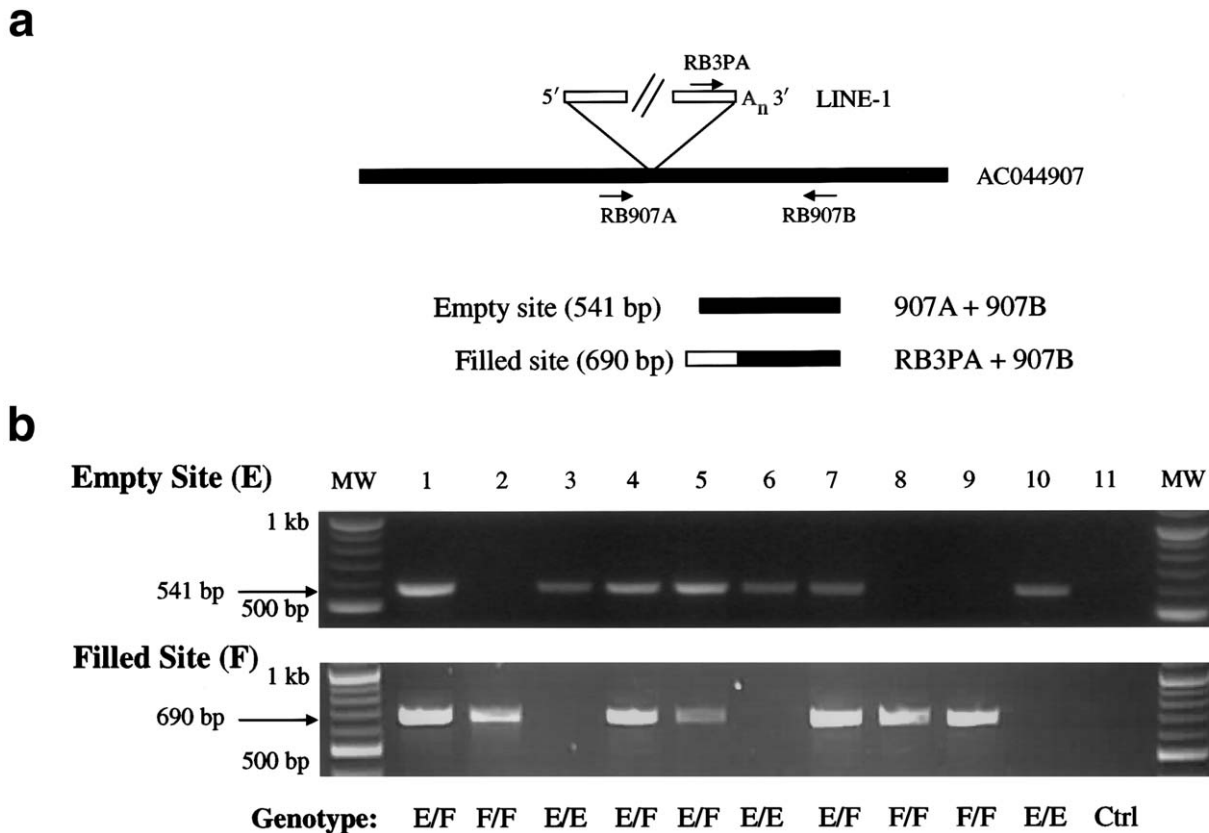 a
RB3PA
5′ // Aₙ 3′ LINE-1
AC044907
RB907A RB907B
Empty site (541 bp) 907A + 907B
Filled site (690 bp) RB3PA + 907B
b
Empty Site (E) MW 1 2 3 4 5 6 7 8 9 10 11 MW
1 kb
541 bp
500 bp
Filled Site (F)
1 kb
690 bp
500 bp
Genotype: E/F F/F E/E E/F E/F E/E E/F F/F F/F E/E Ctrl